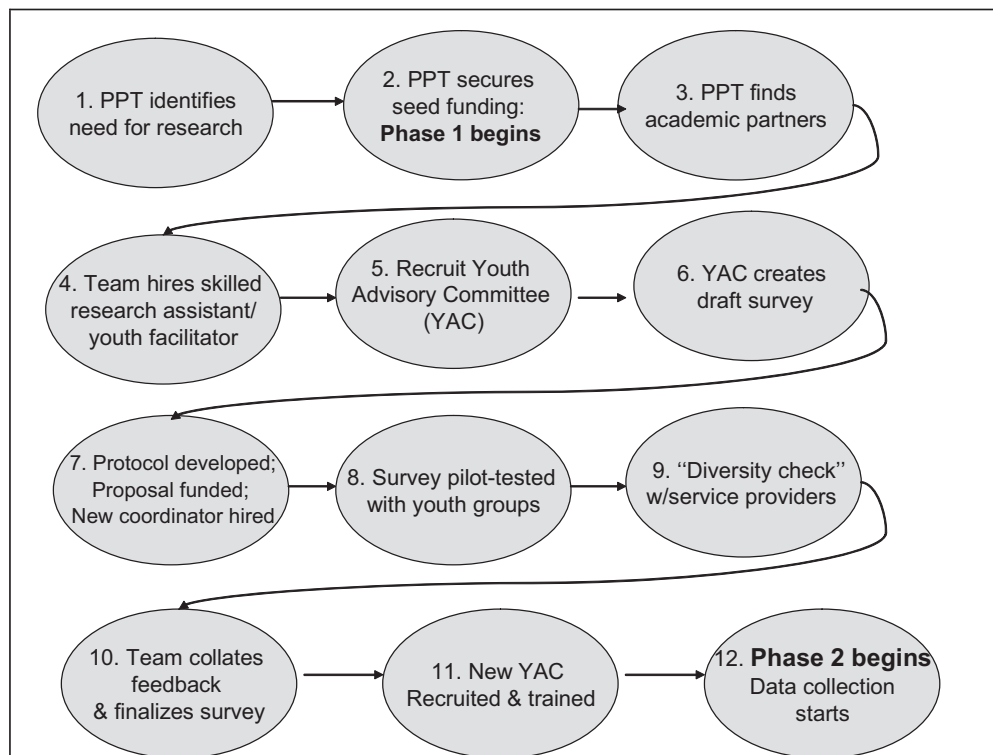 1. PPT identifies
need for research
2. PPT secures
seed funding:
Phase 1 begins
3. PPT finds
academic partners
4. Team hires skilled
research assistant/
youth facilitator
5. Recruit Youth
Advisory Committee
(YAC)
6. YAC creates
draft survey
7. Protocol developed;
Proposal funded;
New coordinator hired
8. Survey pilot-tested
with youth groups
9. ‘‘Diversity check’’
w/service providers
10. Team collates
feedback
& finalizes survey
11. New YAC
Recruited & trained
12. Phase 2 begins
Data collection
starts